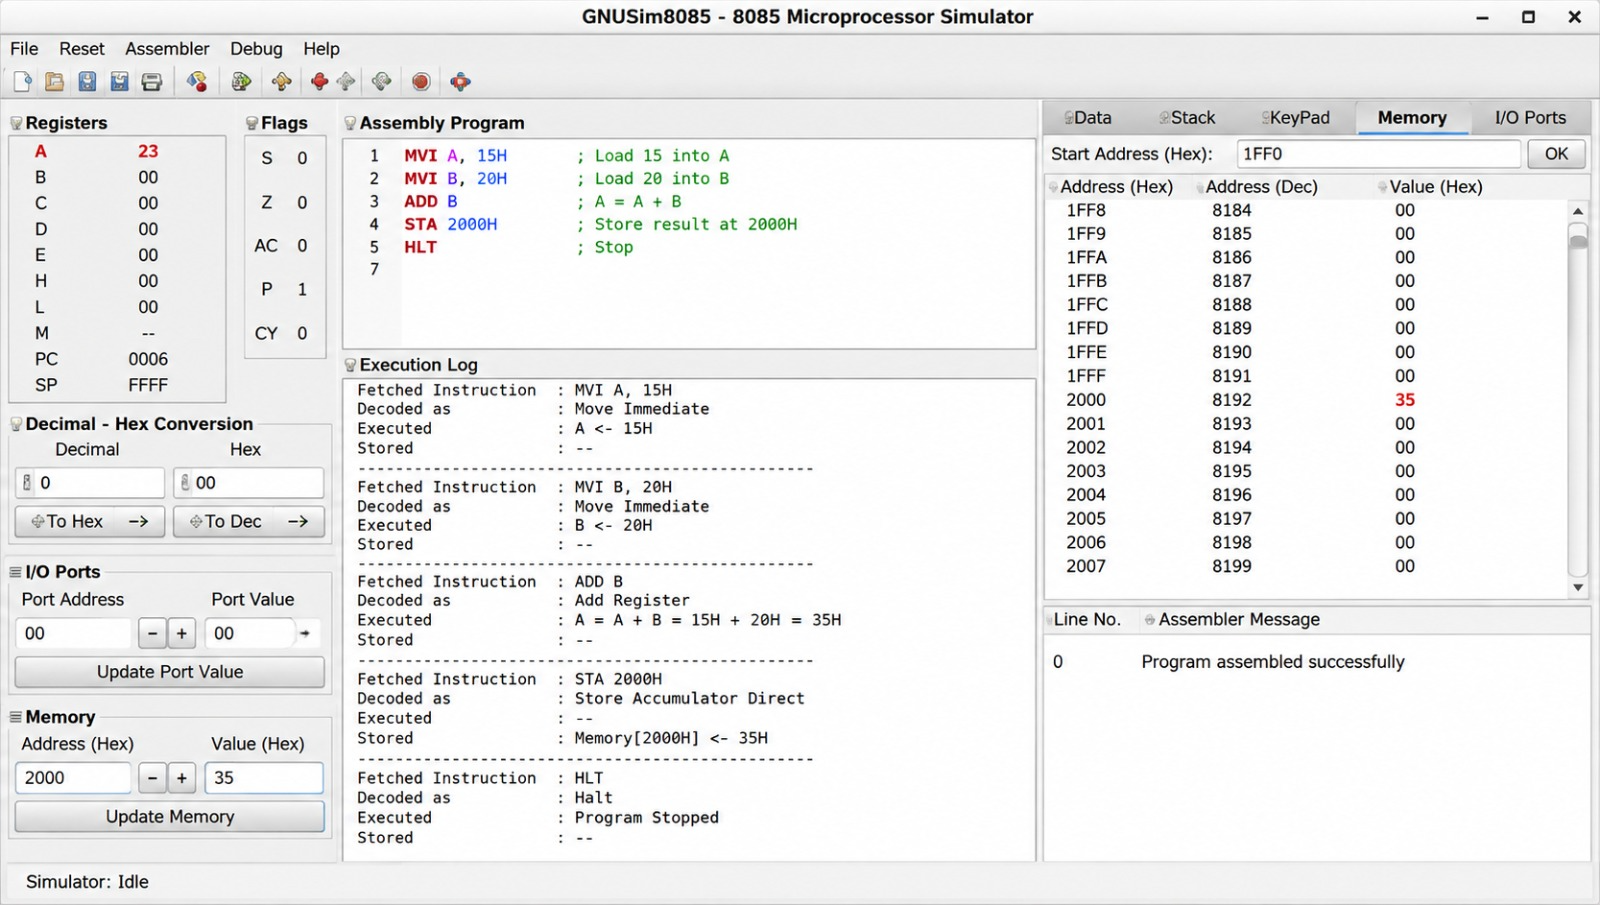 GNUSim8085 - 8085 Microprocessor Simulator
File Reset Assembler Debug Help
Registers
A 23
B 00
C 00
D 00
E 00
H 00
L 00
M --
PC 0006
SP FFFF
Flags
S 0
Z 0
AC 0
P 1
CY 0
Decimal - Hex Conversion
Decimal Hex
0 00
To Hex -> To Dec ->
I/O Ports
Port Address Port Value
00 - + 00
Update Port Value
Memory
Address (Hex) Value (Hex)
2000 - + 35
Update Memory
Assembly Program
1 MVI A, 15H ; Load 15 into A
2 MVI B, 20H ; Load 20 into B
3 ADD B ; A = A + B
4 STA 2000H ; Store result at 2000H
5 HLT ; Stop
7
Execution Log
Fetched Instruction : MVI A, 15H
Decoded as : Move Immediate
Executed : A <- 15H
Stored : --
-----------------------------------------------------
Fetched Instruction : MVI B, 20H
Decoded as : Move Immediate
Executed : B <- 20H
Stored : --
-----------------------------------------------------
Fetched Instruction : ADD B
Decoded as : Add Register
Executed : A = A + B = 15H + 20H = 35H
Stored : --
-----------------------------------------------------
Fetched Instruction : STA 2000H
Decoded as : Store Accumulator Direct
Executed : --
Stored : Memory[2000H] <- 35H
-----------------------------------------------------
Fetched Instruction : HLT
Decoded as : Halt
Executed : Program Stopped
Stored : --
Data Stack KeyPad Memory I/O Ports
Start Address (Hex): 1FF0 OK
Address (Hex) Address (Dec) Value (Hex)
1FF8 8184 00
1FF9 8185 00
1FFA 8186 00
1FFB 8187 00
1FFC 8188 00
1FFD 8189 00
1FFE 8190 00
1FFF 8191 00
2000 8192 35
2001 8193 00
2002 8194 00
2003 8195 00
2004 8196 00
2005 8197 00
2006 8198 00
2007 8199 00
Line No. Assembler Message
0 Program assembled successfully
Simulator: Idle